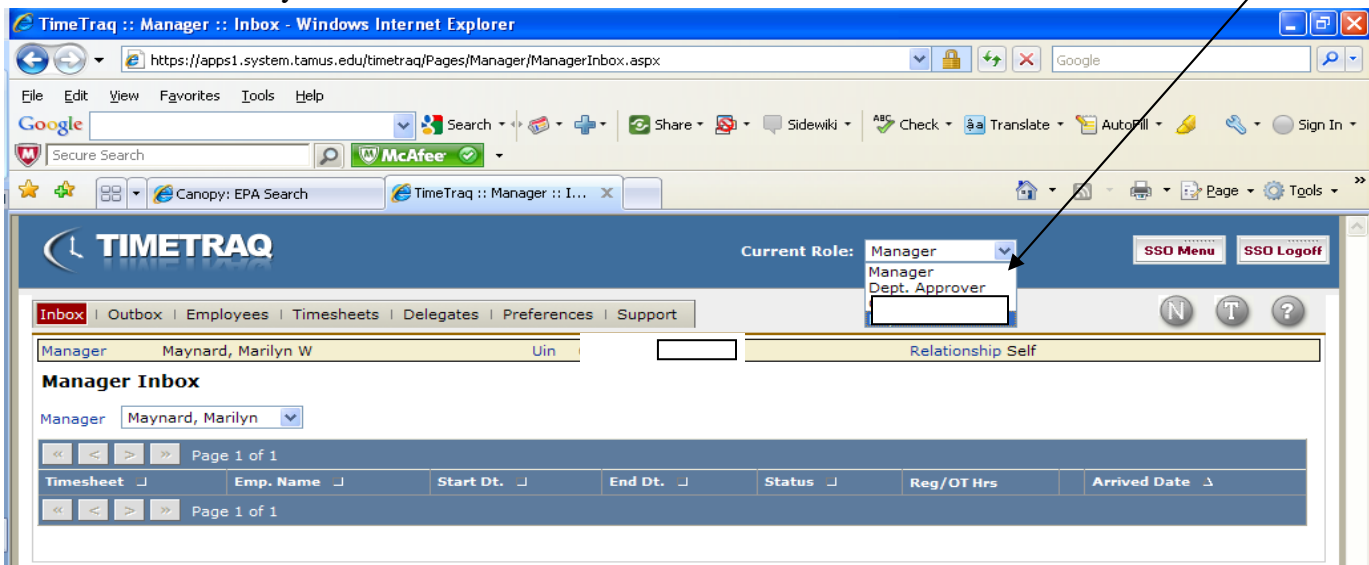 TimeTraq :: Manager :: Inbox - Windows Internet Explorer
https://apps1.system.tamus.edu/timetraq/Pages/Manager/ManagerInbox.aspx
Google
File Edit View Favorites Tools Help
Google Search Share Sidewiki ABC Check Translate AutoFill Sign In
Secure Search McAfee
Canopy: EPA Search TimeTraq :: Manager :: I... Page Tools
TIMETRAQ Current Role: Manager SSO Menu SSO Logoff
Manager
Dept. Approver
Inbox | Outbox | Employees | Timesheets | Delegates | Preferences | Support N T ?
Manager Maynard, Marilyn W Uin Relationship Self
Manager Inbox
Manager Maynard, Marilyn
« < > » Page 1 of 1
Timesheet Emp. Name Start Dt. End Dt. Status Reg/OT Hrs Arrived Date
« < > » Page 1 of 1